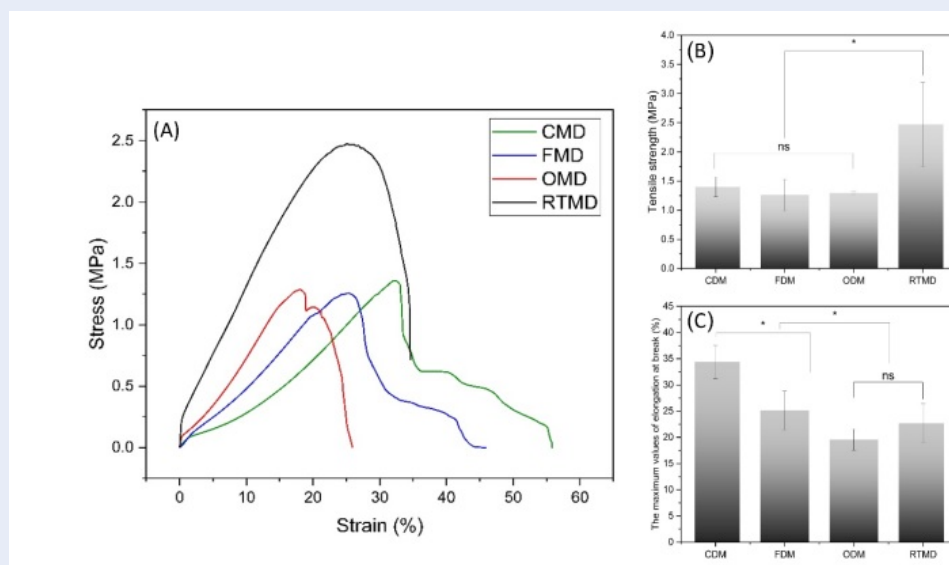 (A)
CMD
FMD
OMD
RTMD
2.5
2.0
1.5
1.0
0.5
0.0
Stress (MPa)
0 10 20 30 40 50 60
Strain (%)
(B)
*
ns
4.0
3.5
3.0
2.5
2.0
1.5
1.0
0.5
0.0
Tensile strength (MPa)
CDM FDM ODM RTMD
(C)
*
*
ns
45
40
35
30
25
20
15
10
5
0
The maximum values of elongation at break (%)
CDM FDM ODM RTMD